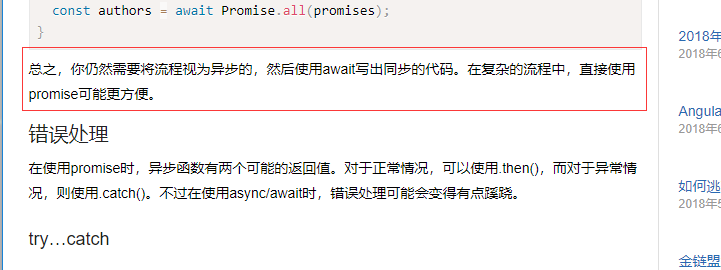 const authors = await Promise.all(promises);
}
总之，你仍然需要将流程视为异步的，然后使用await写出同步的代码。在复杂的流程中，直接使用
promise可能更方便。
错误处理
在使用promise时，异步函数有两个可能的返回值。对于正常情况，可以使用.then()，而对于异常情
况，则使用.catch()。不过在使用async/await时，错误处理可能会变得有点蹊跷。
try…catch
2018年
2018年6
Angula
2018年6
如何逃
2018年5
金链盟